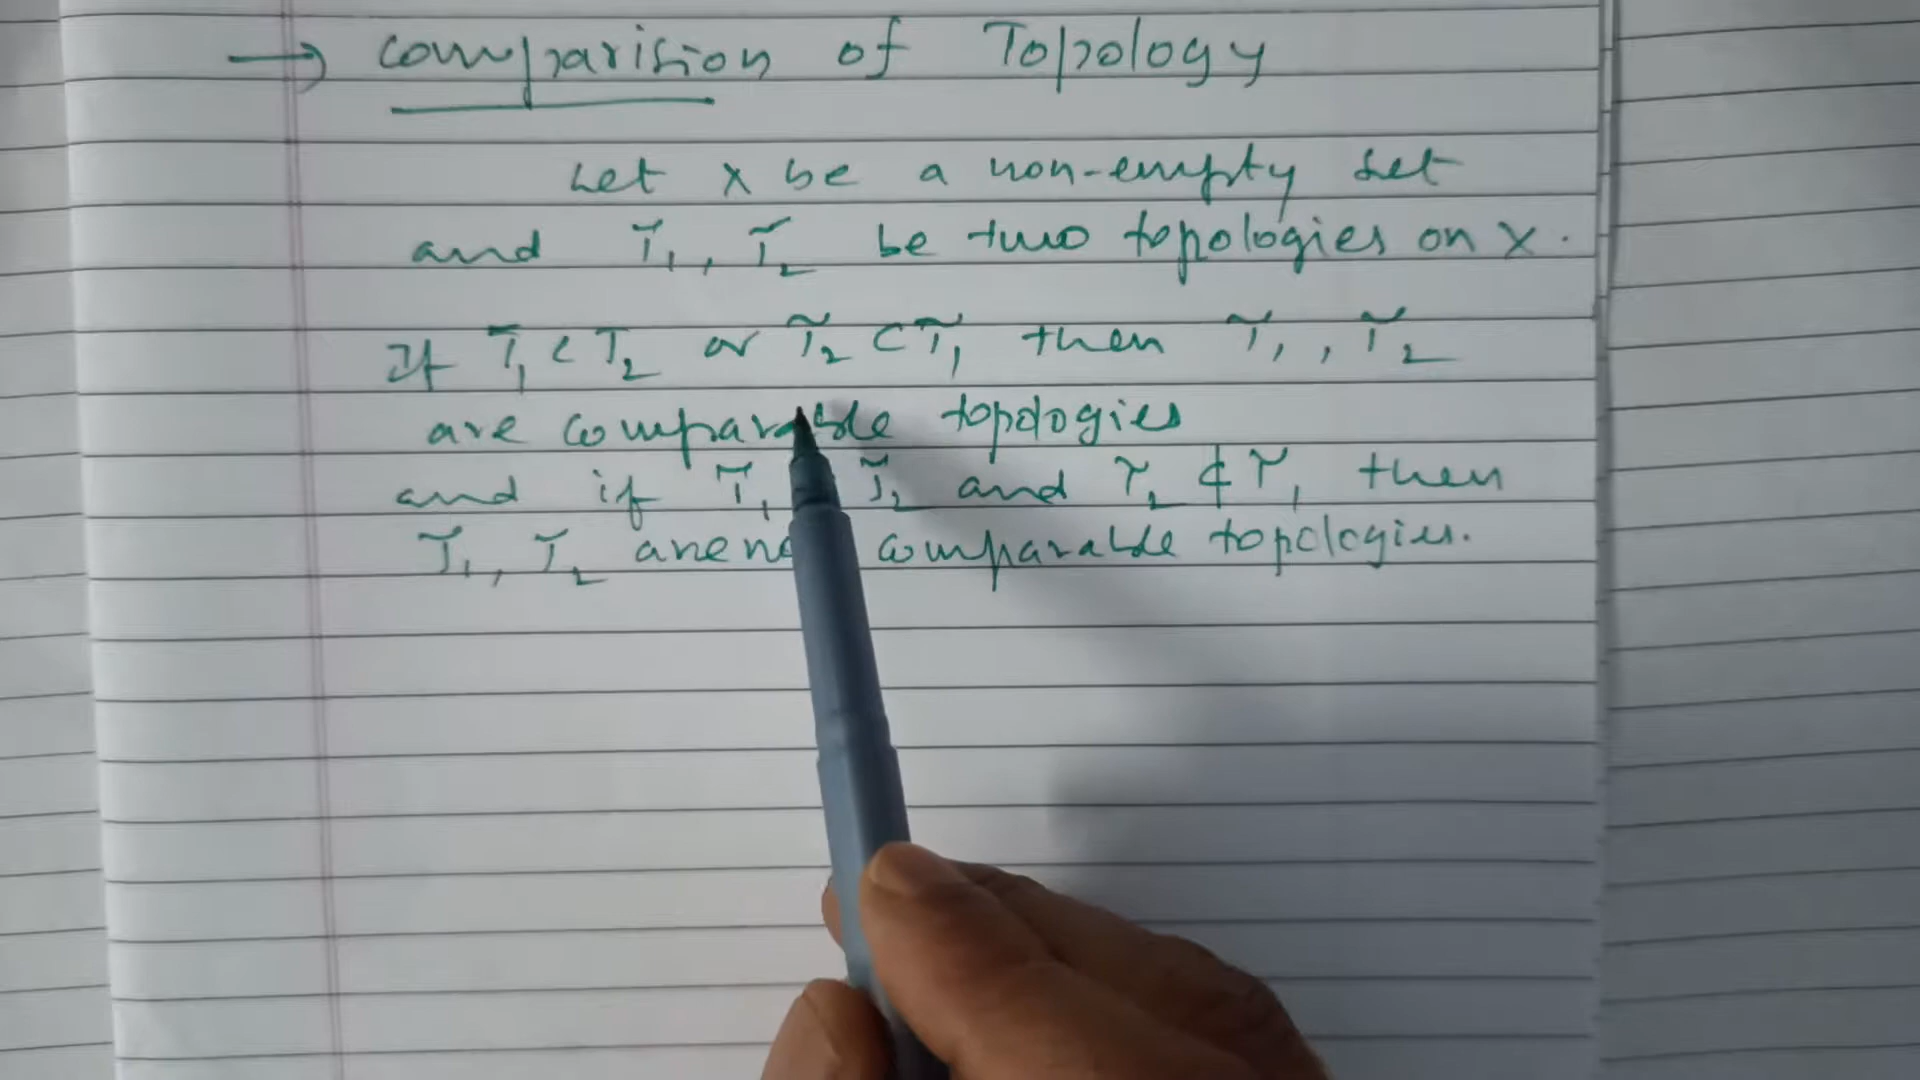 → comparision of Topology
Let X be a non-empty set
and T₁, T₂ be two topologies on X.
If T₁ ⊂ T₂ or T₂ ⊂ T₁ then T₁, T₂
are comparable topologies
and if T₁ T₂ and T₂ ⊄ T₁ then
T₁, T₂ are comparable topologies.